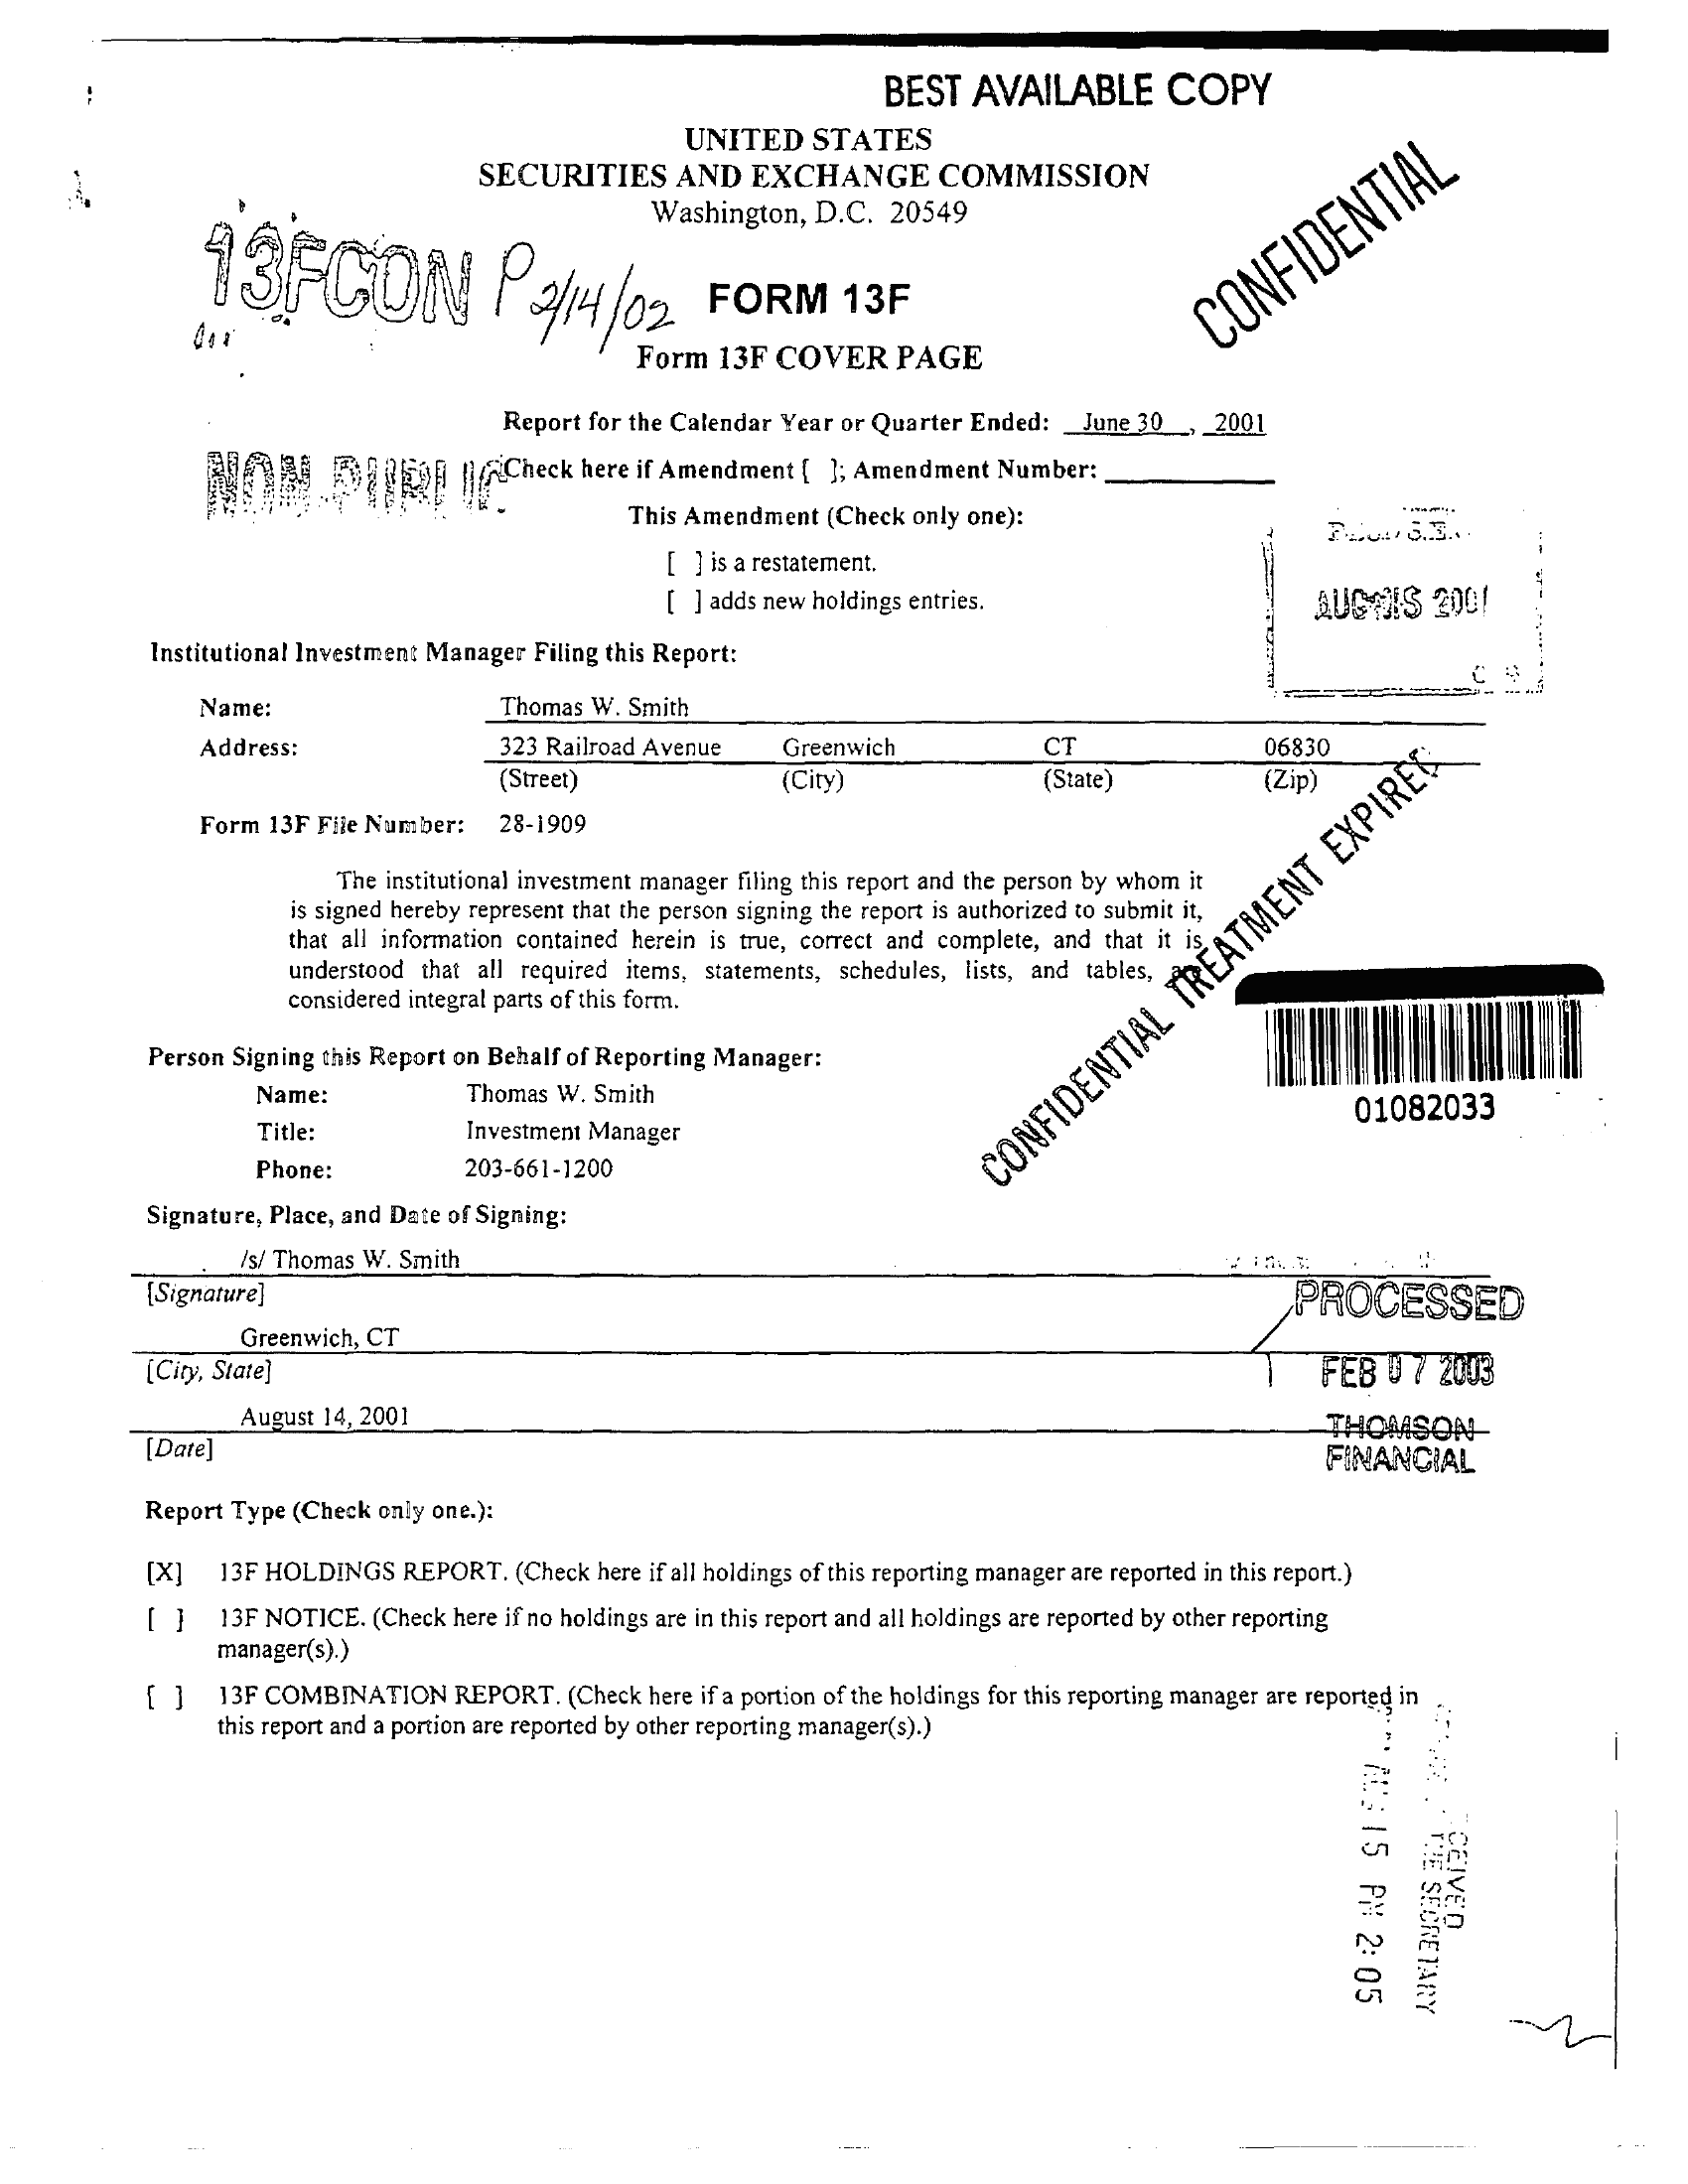 BEST AVAILABLE COPY
UNITED STATES
SECURITIES AND EXCHANGE COMMISSION
Washington, D.C. 20549
CONFIDENTIAL
13FCON P 2/14/02
FORM 13F
Form 13F COVER PAGE
Report for the Calendar Year or Quarter Ended: June 30, 2001
NON-PUBLIC
Check here if Amendment [ ]; Amendment Number:
This Amendment (Check only one):
[ ] is a restatement.
[ ] adds new holdings entries.
2001
Institutional Investment Manager Filing this Report:
Name: Thomas W. Smith
Address: 323 Railroad Avenue Greenwich CT 06830
(Street) (City) (State) (Zip)
Form 13F File Number: 28-1909
CONFIDENTIAL TREATMENT EXPIRED
The institutional investment manager filing this report and the person by whom it
is signed hereby represent that the person signing the report is authorized to submit it,
that all information contained herein is true, correct and complete, and that it is
understood that all required items, statements, schedules, lists, and tables, are
considered integral parts of this form.
01082033
Person Signing this Report on Behalf of Reporting Manager:
Name: Thomas W. Smith
Title: Investment Manager
Phone: 203-661-1200
Signature, Place, and Date of Signing:
/s/ Thomas W. Smith
[Signature]
PROCESSED
Greenwich, CT
[City, State]
FEB 07 2003
August 14, 2001
[Date]
THOMSON
FINANCIAL
Report Type (Check only one.):
[X] 13F HOLDINGS REPORT. (Check here if all holdings of this reporting manager are reported in this report.)
[ ] 13F NOTICE. (Check here if no holdings are in this report and all holdings are reported by other reporting
manager(s).)
[ ] 13F COMBINATION REPORT. (Check here if a portion of the holdings for this reporting manager are reported in
this report and a portion are reported by other reporting manager(s).)
THE SECRETARY
15 PM 2:05